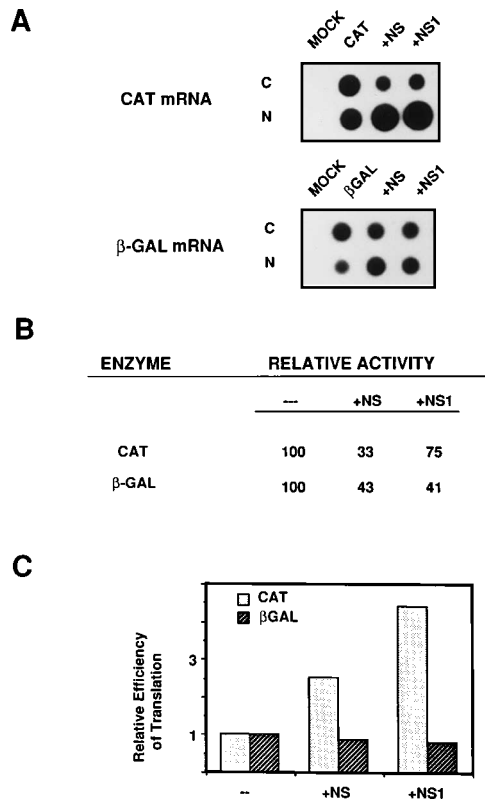 A
MOCK CAT +NS +NS1
CAT mRNA
C
N
MOCK βGAL +NS +NS1
β-GAL mRNA
C
N
B
ENZYME RELATIVE ACTIVITY
--- +NS +NS1
CAT 100 33 75
β-GAL 100 43 41
C
CAT
βGAL
Relative Efficiency
of Translation
3
1
-- +NS +NS1